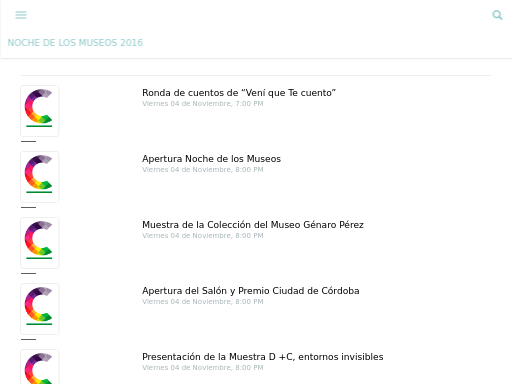 NOCHE DE LOS MUSEOS 2016
Ronda de cuentos de “Vení que Te cuento”
Viernes 04 de Noviembre, 7:00 PM
Apertura Noche de los Museos
Viernes 04 de Noviembre, 8:00 PM
Muestra de la Colección del Museo Génaro Pérez
Viernes 04 de Noviembre, 8:00 PM
Apertura del Salón y Premio Ciudad de Córdoba
Viernes 04 de Noviembre, 8:00 PM
Presentación de la Muestra D +C, entornos invisibles
Viernes 04 de Noviembre, 8:00 PM